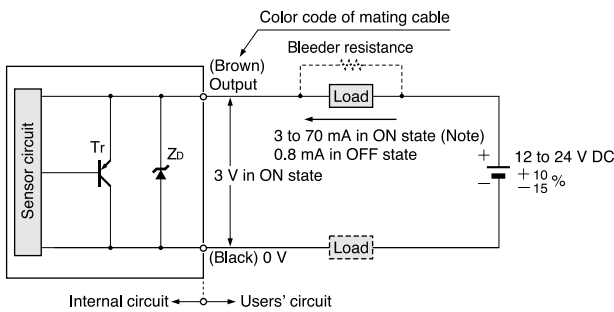 Color code of mating cable
Bleeder resistance
(Brown)
Output
Load
Sensor circuit
Tr
ZD
3 V in ON state
3 to 70 mA in ON state (Note)
0.8 mA in OFF state
+
−
12 to 24 V DC
+ 10
− 15 %
(Black) 0 V
Load
Internal circuit
Users' circuit